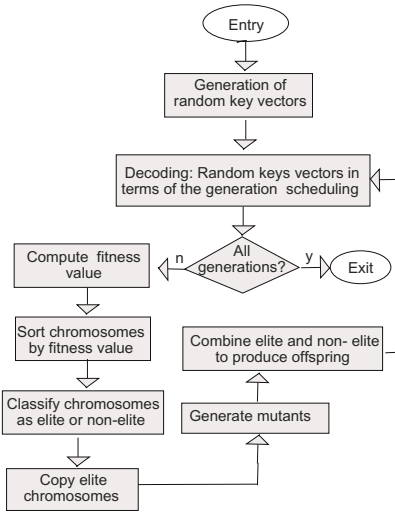 Entry
Generation of
random key vectors
Decoding: Random keys vectors in
terms of the generation scheduling
All
generations?
n
y
Exit
Compute fitness
value
Sort chromosomes
by fitness value
Classify chromosomes
as elite or non-elite
Copy elite
chromosomes
Generate mutants
Combine elite and non- elite
to produce offspring